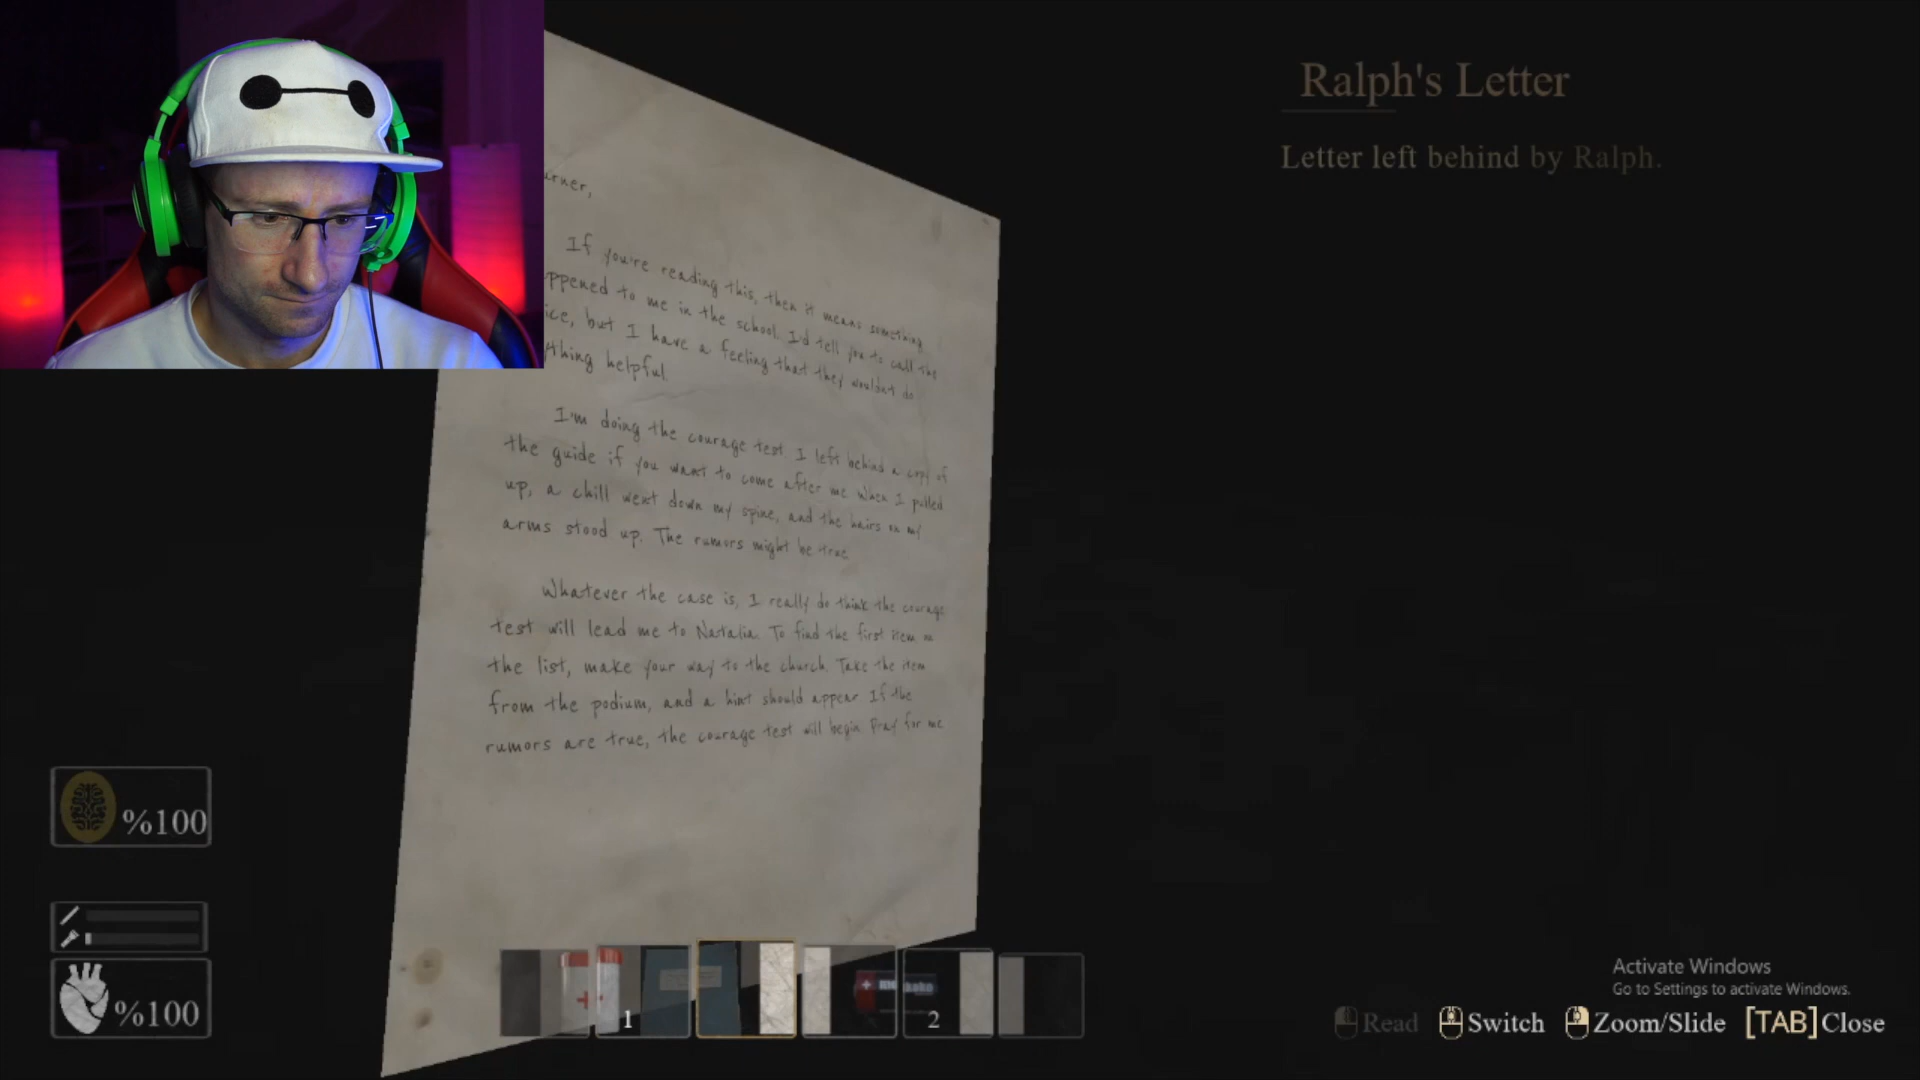 Ralph's Letter
Letter left behind by Ralph.
If you're reading this, then it means something
to me in the school. I'd tell you to call the
but I have a feeling that they wouldnt do
helpful.
I'm doing the courage test. I left behind a copy of
the guide if you want to come after me. When I pulled
up, a chill went down my spine, and the hairs on my
arms stood up. The rumors might be true.
Whatever the case is, I really do think the courage
test will lead me to Natalia. To find the first item on
the list, make your way to the church. Take the item
from the podium, and a hint should appear. If the
rumors are true, the courage test will begin. Pray for me
%100
%100
1
2
Activate Windows
Go to Settings to activate Windows.
Read Switch Zoom/Slide [TAB] Close